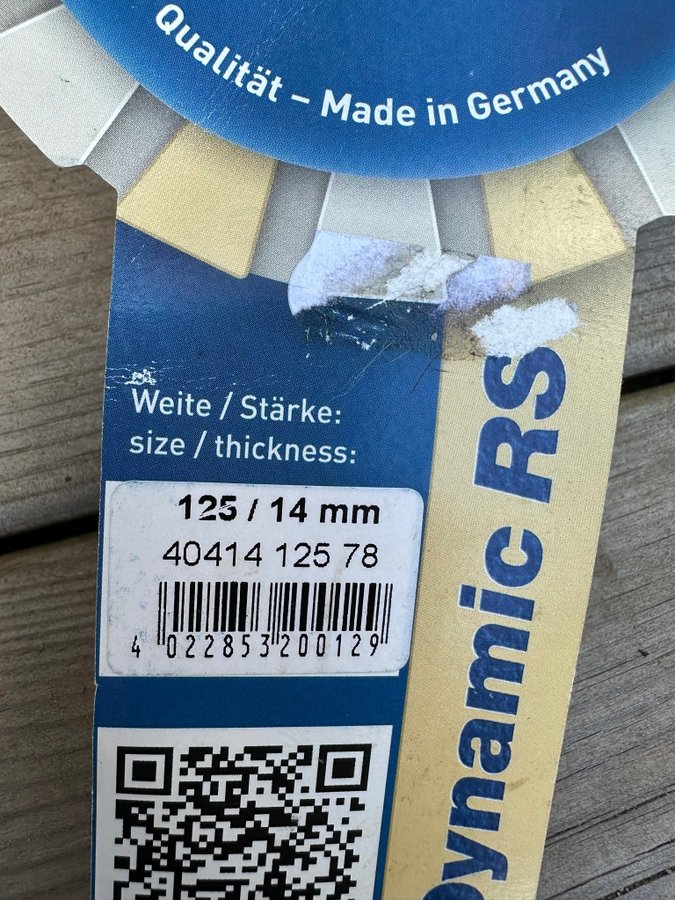 Qualität – Made in Germany
Weite / Stärke:
size / thickness:
125 / 14 mm
40414 125 78
4 022853 200129
Dynamic RS